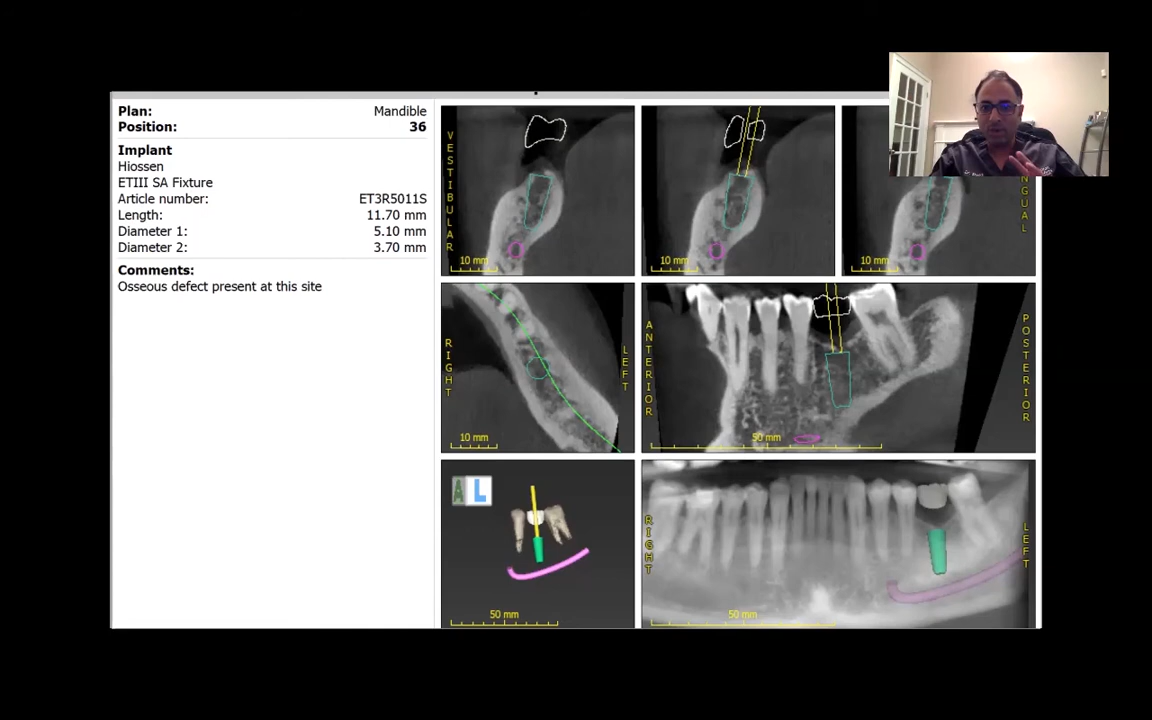 Plan: Mandible
Position: 36
Implant
Hiossen
ETIII SA Fixture
Article number: ET3R5011S
Length: 11.70 mm
Diameter 1: 5.10 mm
Diameter 2: 3.70 mm
Comments:
Osseous defect present at this site
VESTIBULAR
10 mm
10 mm
NGUAL
10 mm
RIGHT
LEFT
10 mm
ANTERIOR
POSTERIOR
50 mm
A L
50 mm
RIGHT
LEFT
50 mm